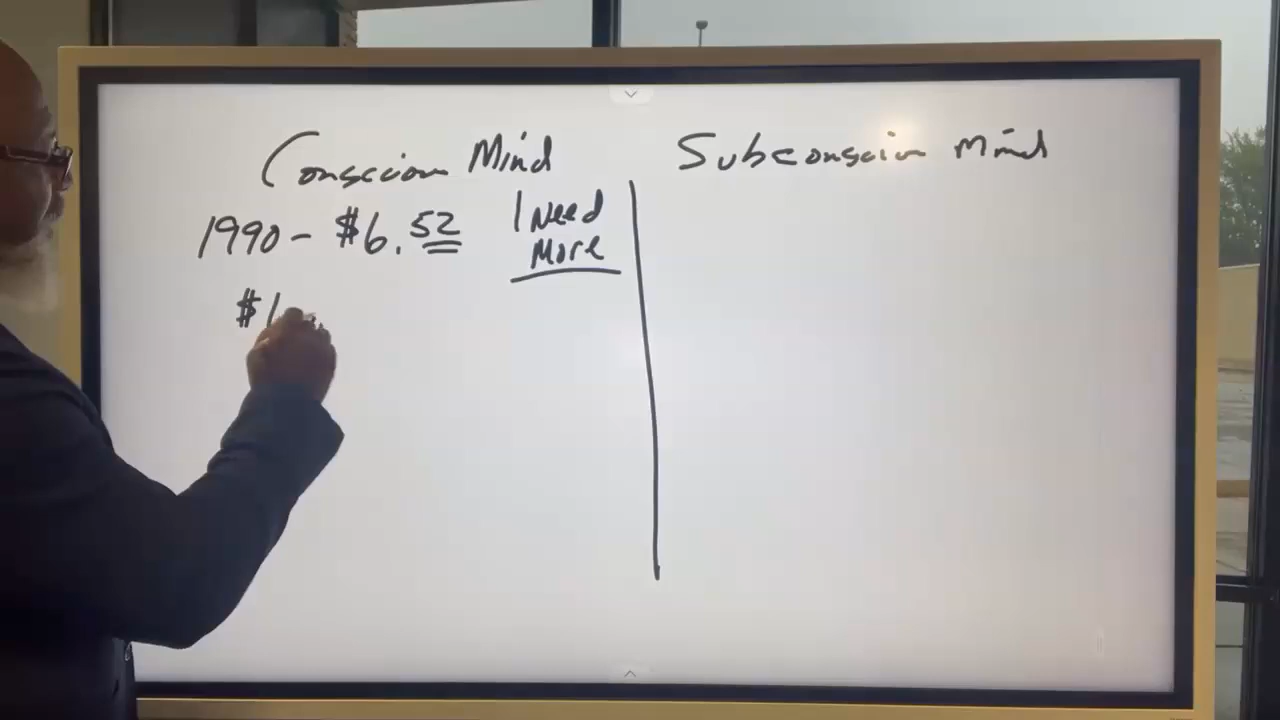 Conscious Mind
Subconscious Mind
1990 - $6.52
I Need
More
$1